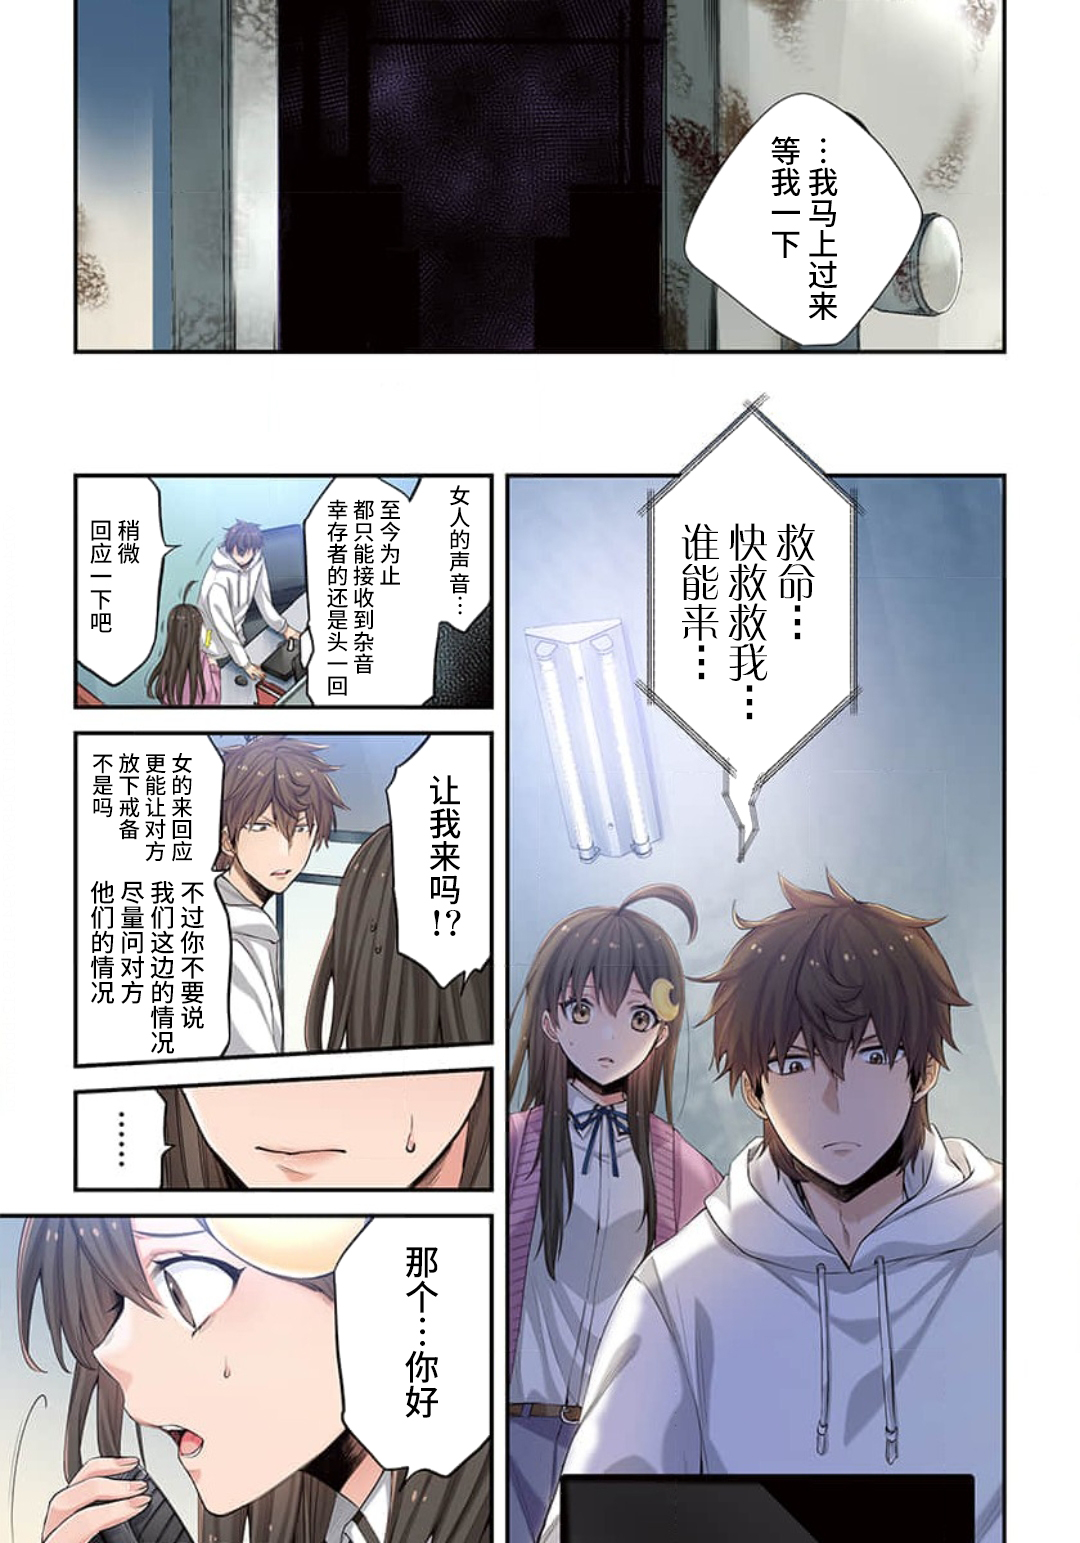 …我马上过来
等我一下
救命…
快救救我…
谁能来…
女人的声音…
至今为止
都只能接收到杂音
幸存者的还是头一回
稍微
回应一下吧
让我来吗!?
女的来回应
更能让对方
放下戒备
不是吗
不过你不要说
我们这边的情况
尽量问对方
他们的情况
……
那个…你好